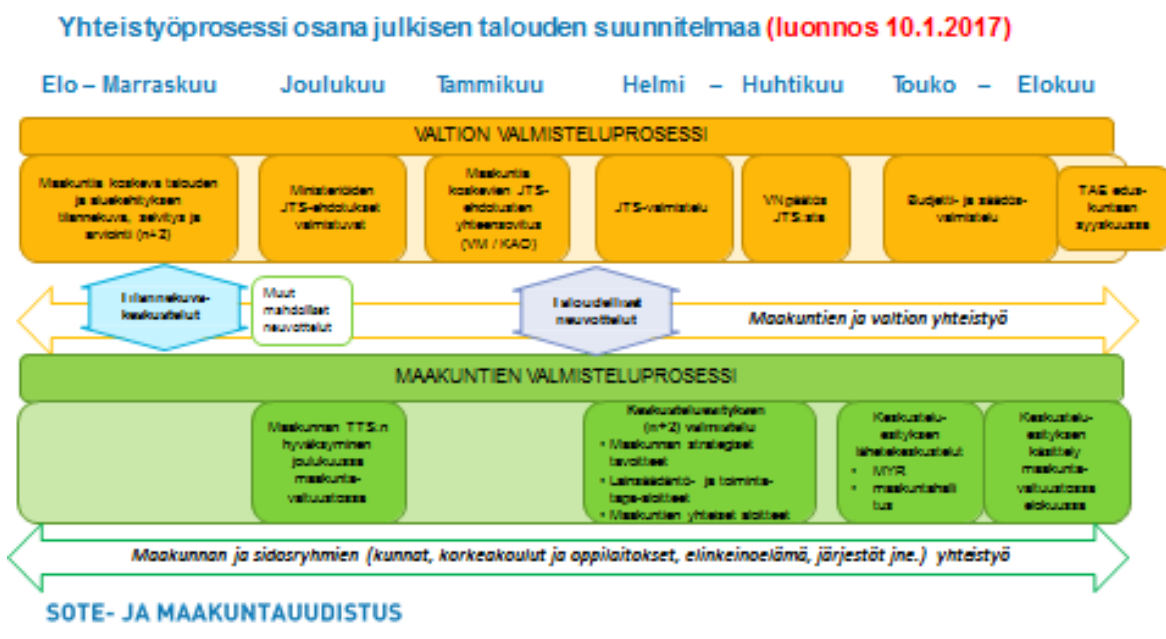 Yhteistyöprosessi osana julkisen talouden suunnitelmaa (luonnos 10.1.2017)
Elo – Marraskuu Joulukuu Tammikuu Helmi – Huhtikuu Touko – Elokuu
VALTION VALMISTELUPROSESSI
Maakuntia koskeva talouden
ja aluekehityksen
tilannekuva, selvitys ja
arviointi (n+2)
Ministeriöiden
JTS-ehdotukset
valmistuvat
Maakuntia
koskevien JTS-
ehdotusten
yhteensovitus
(VM / KAO)
JTS-valmistelu
VN päätös
JTS:sta
Budjetti- ja säädös-
valmistelu
TAE edus-
kuntaan
syyskuussa
Tilannekuva-
keskustelut
Muut
mahdolliset
neuvottelut
Taloudelliset
neuvottelut
Maakuntien ja valtion yhteistyö
MAAKUNTIEN VALMISTELUPROSESSI
Maakunnan TTS:n
hyväksyminen
joulukuussa
maakunta-
valtuustossa
Keskusteluesityksen
(n+2) valmistelu
• Maakunnan strategiset
tavoitteet
• Lainsäädäntö- ja toiminta-
tapa-aloitteet
• Maakuntien yhteiset aloitteet
Keskustelu-
esityksen
lähetekeskustelut
• MYR
• maakuntahalli
tus
Keskustelu-
esityksen
käsittely
maakunta-
valtuustossa
elokuussa
Maakunnan ja sidosryhmien (kunnat, korkeakoulut ja oppilaitokset, elinkeinoelämä, järjestöt jne.) yhteistyö
SOTE- JA MAAKUNTAUUDISTUS